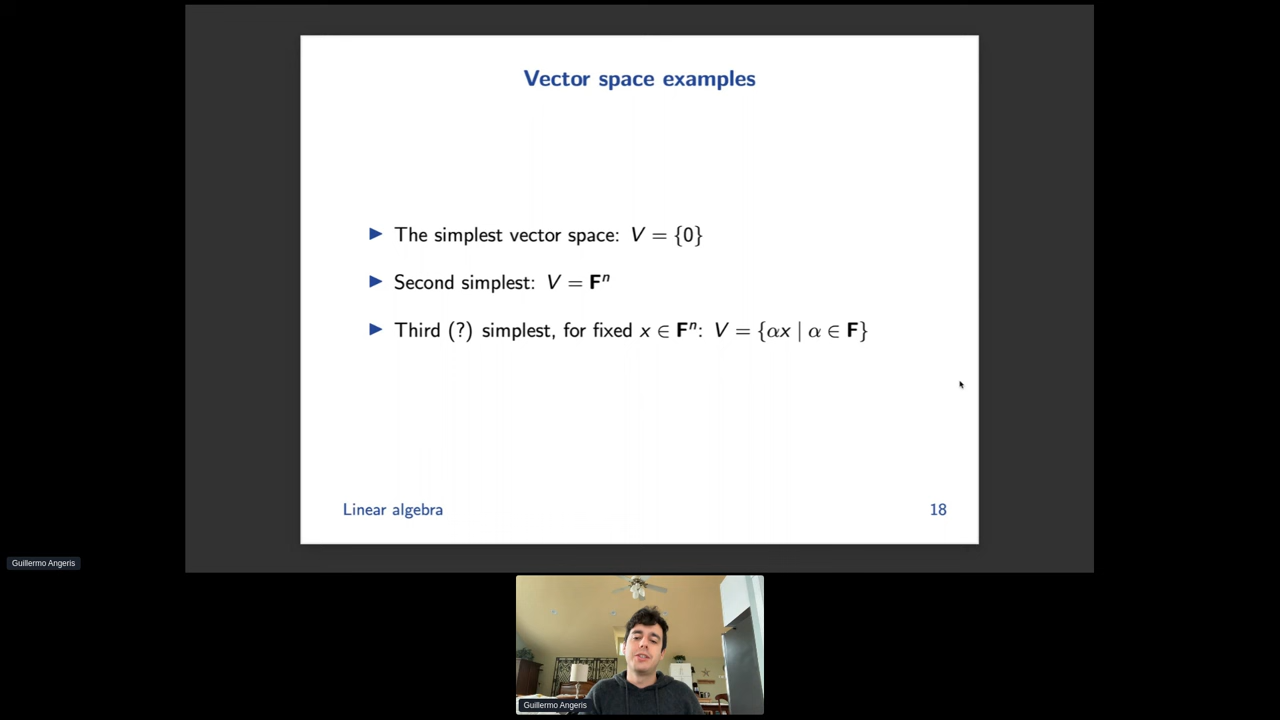 Vector space examples
▶ The simplest vector space: V = {0}
▶ Second simplest: V = Fⁿ
▶ Third (?) simplest, for fixed x ∈ Fⁿ: V = {αx | α ∈ F}
Linear algebra
18
Guillermo Angeris
Guillermo Angeris